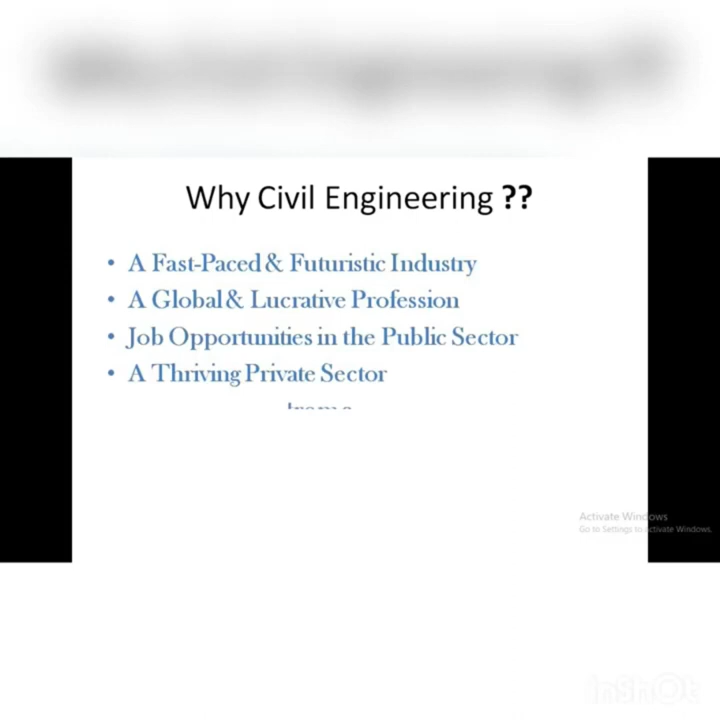 Why Civil Engineering ??
• A Fast-Paced & Futuristic Industry
• A Global & Lucrative Profession
• Job Opportunities in the Public Sector
• A Thriving Private Sector
Activate Windows
Go to Settings to activate Windows.
InShOt